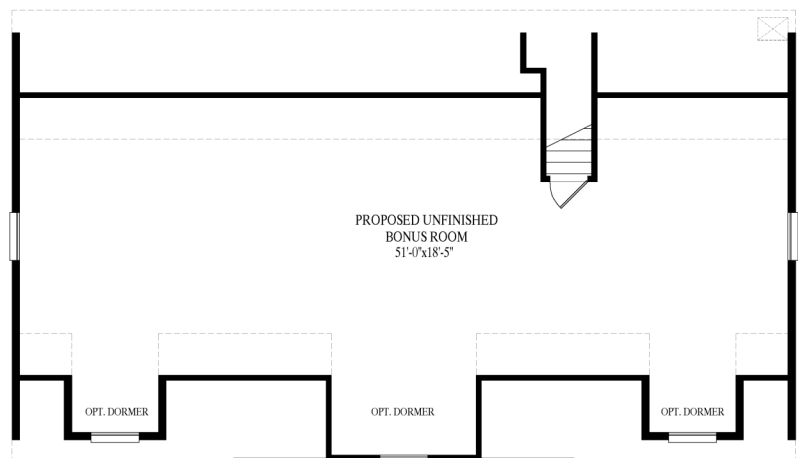 PROPOSED UNFINISHED
BONUS ROOM
51'-0"x18'-5"
OPT. DORMER
OPT. DORMER
OPT. DORMER